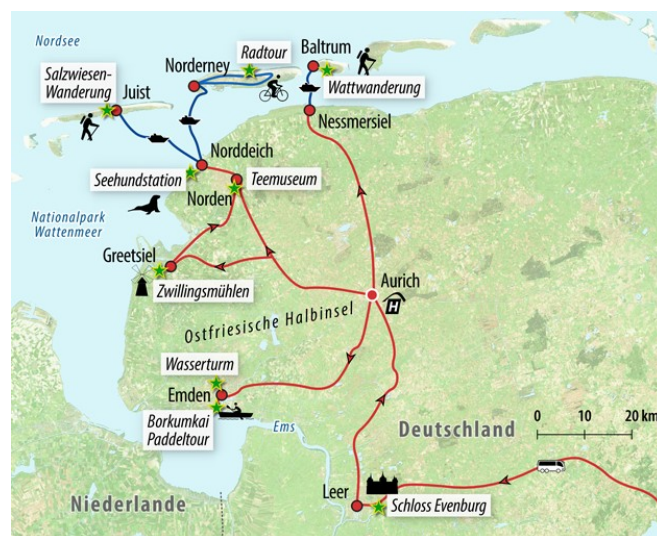 Nordsee
Radtour
Baltrum
Norderney
Salzwiesen-
Wanderung
Juist
Wattwanderung
Nessmersiel
Norddeich
Seehundstation
Teemuseum
Norden
Nationalpark
Wattenmeer
Greetsiel
Zwillingsmühlen
Aurich
H
Ostfriesische Halbinsel
Wasserturm
Emden
Borkumkai
Paddeltour
Ems
Deutschland
0 10 20 km
Niederlande
Leer
Schloss Evenburg